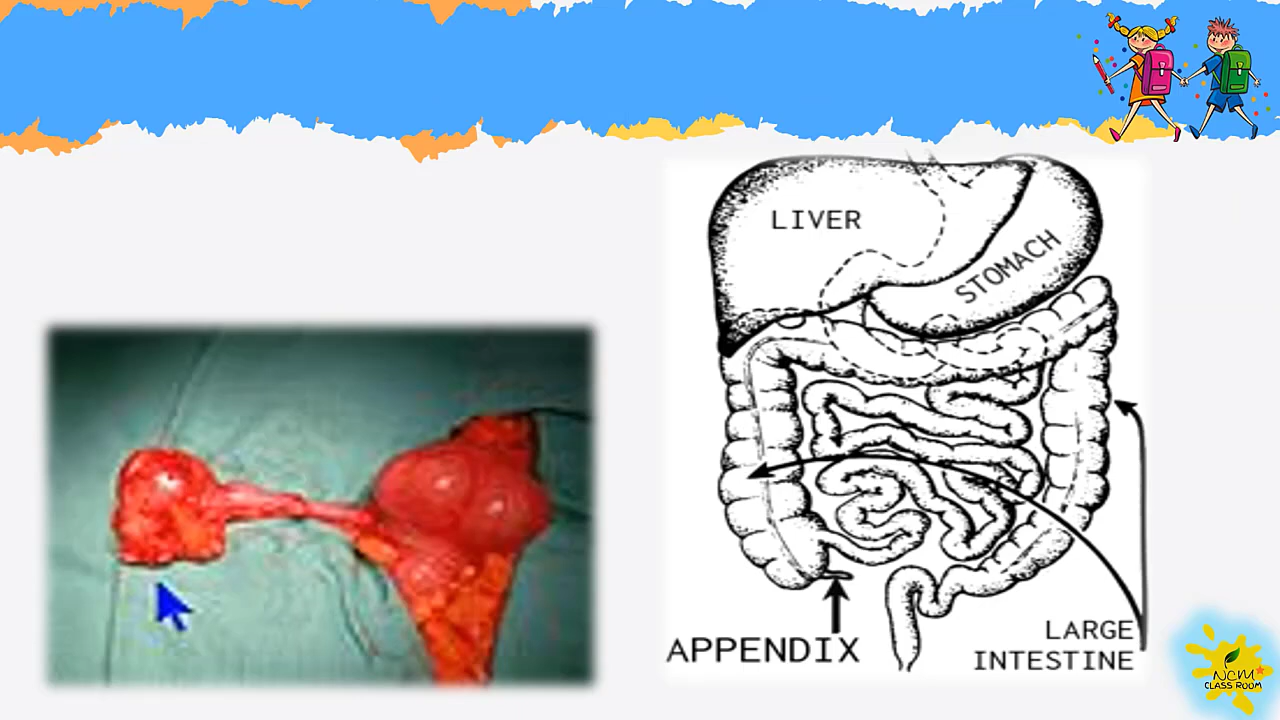 LIVER
STOMACH
APPENDIX
LARGE
INTESTINE
NCM
CLASS ROOM